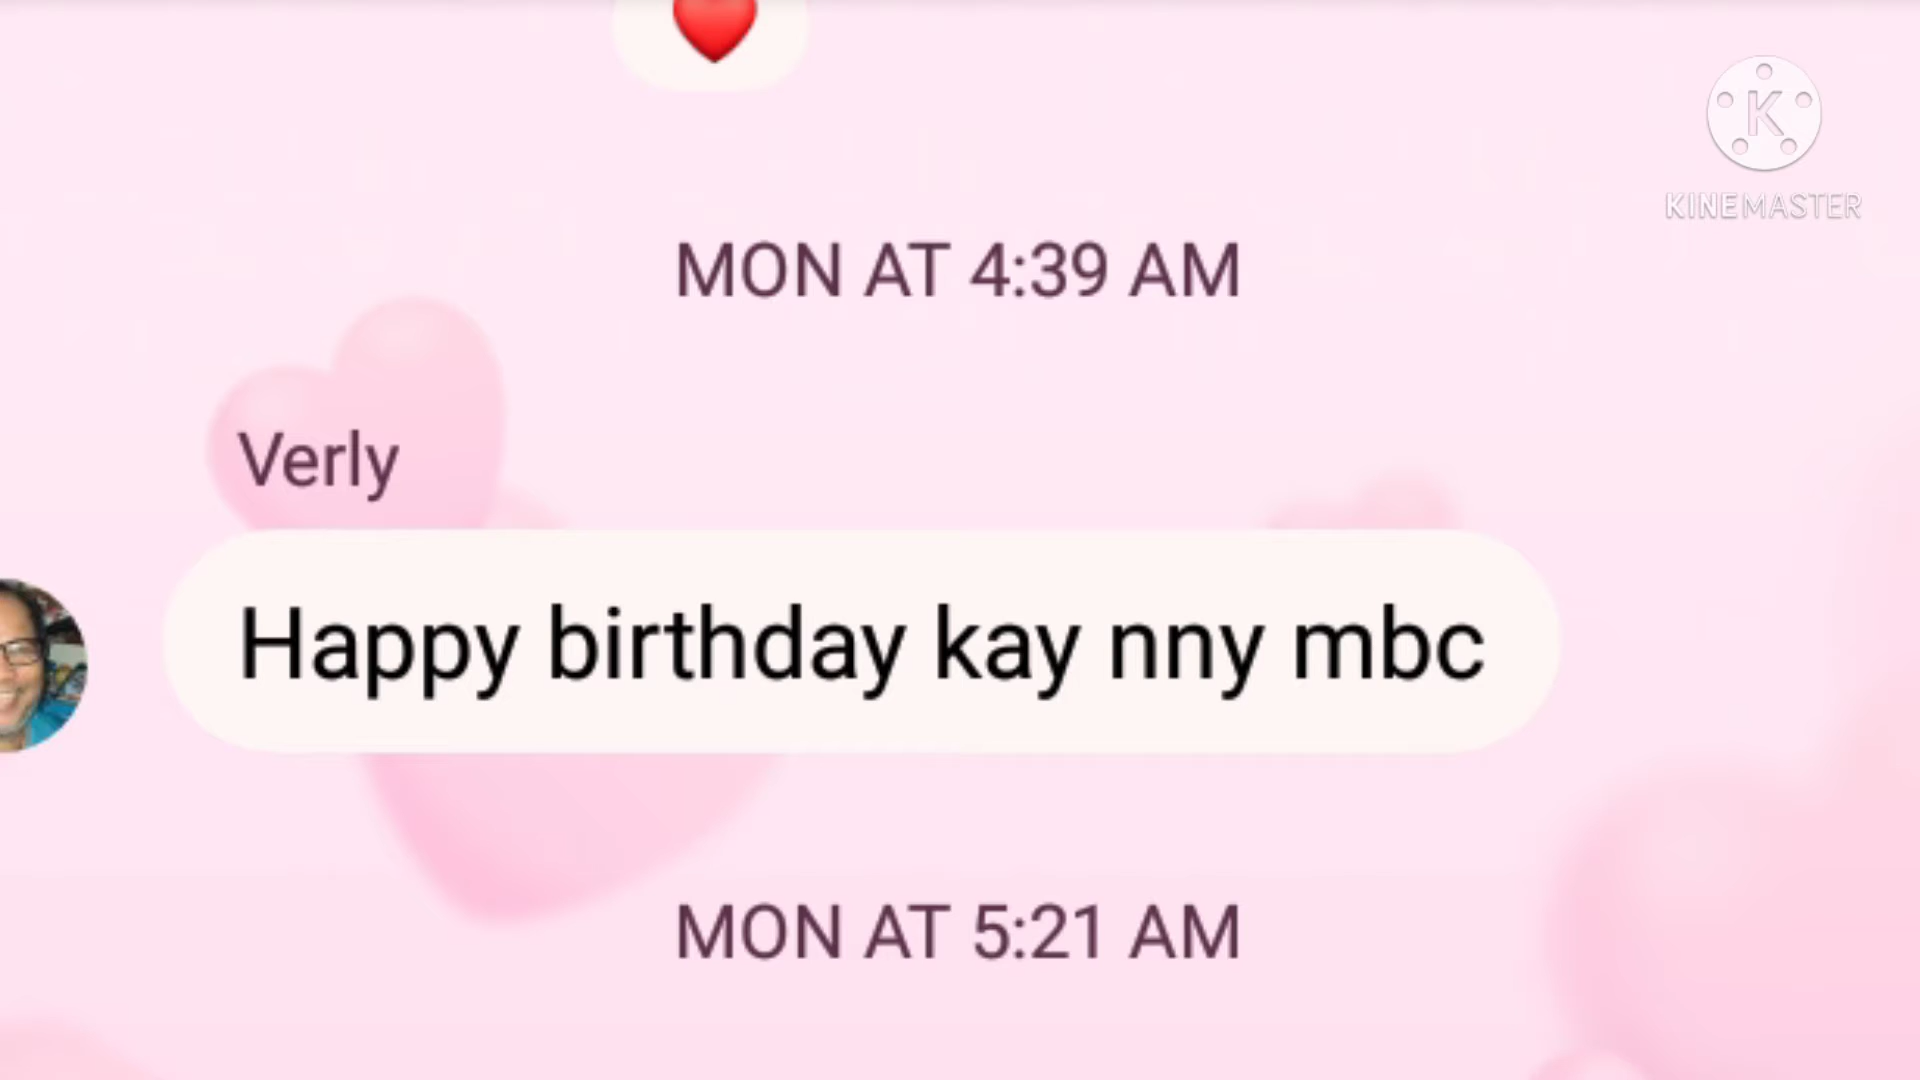 MON AT 4:39 AM
K
KINEMASTER
Verly
Happy birthday kay nny mbc
MON AT 5:21 AM